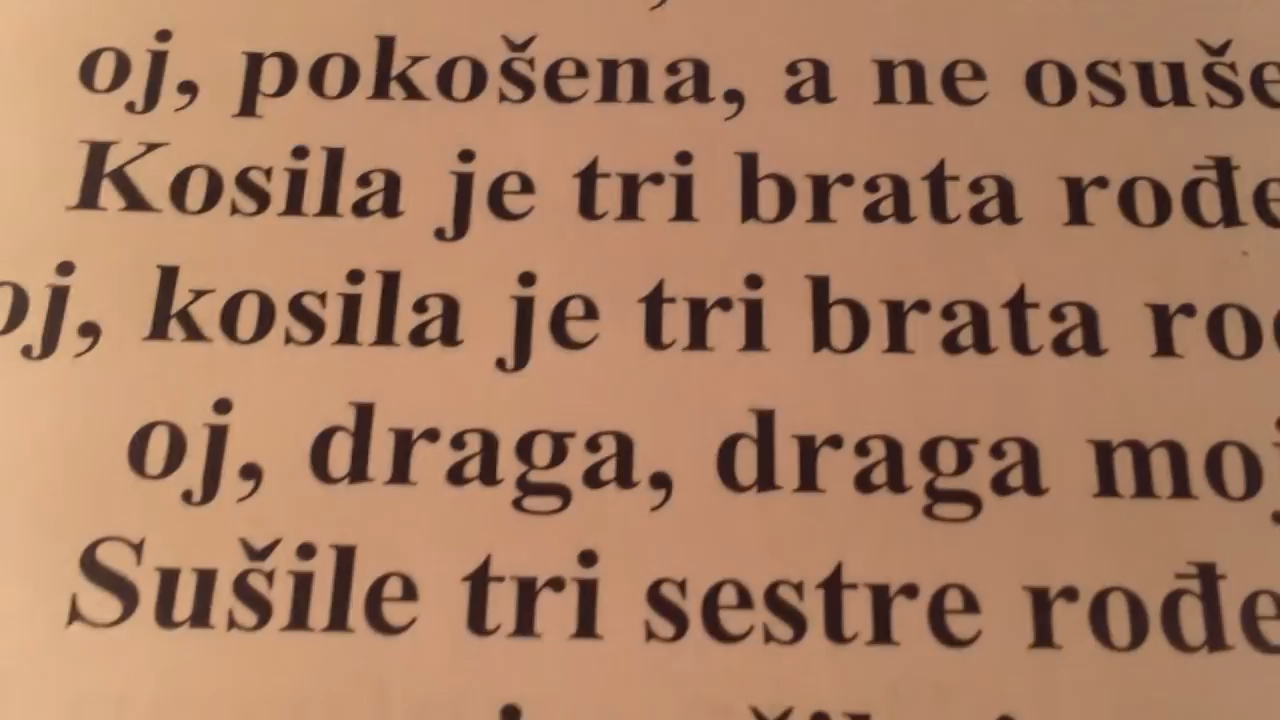 oj, pokošena, a ne osuše
Kosila je tri brata rođe
oj, kosila je tri brata ro
oj, draga, draga moj
Sušile tri sestre rođe